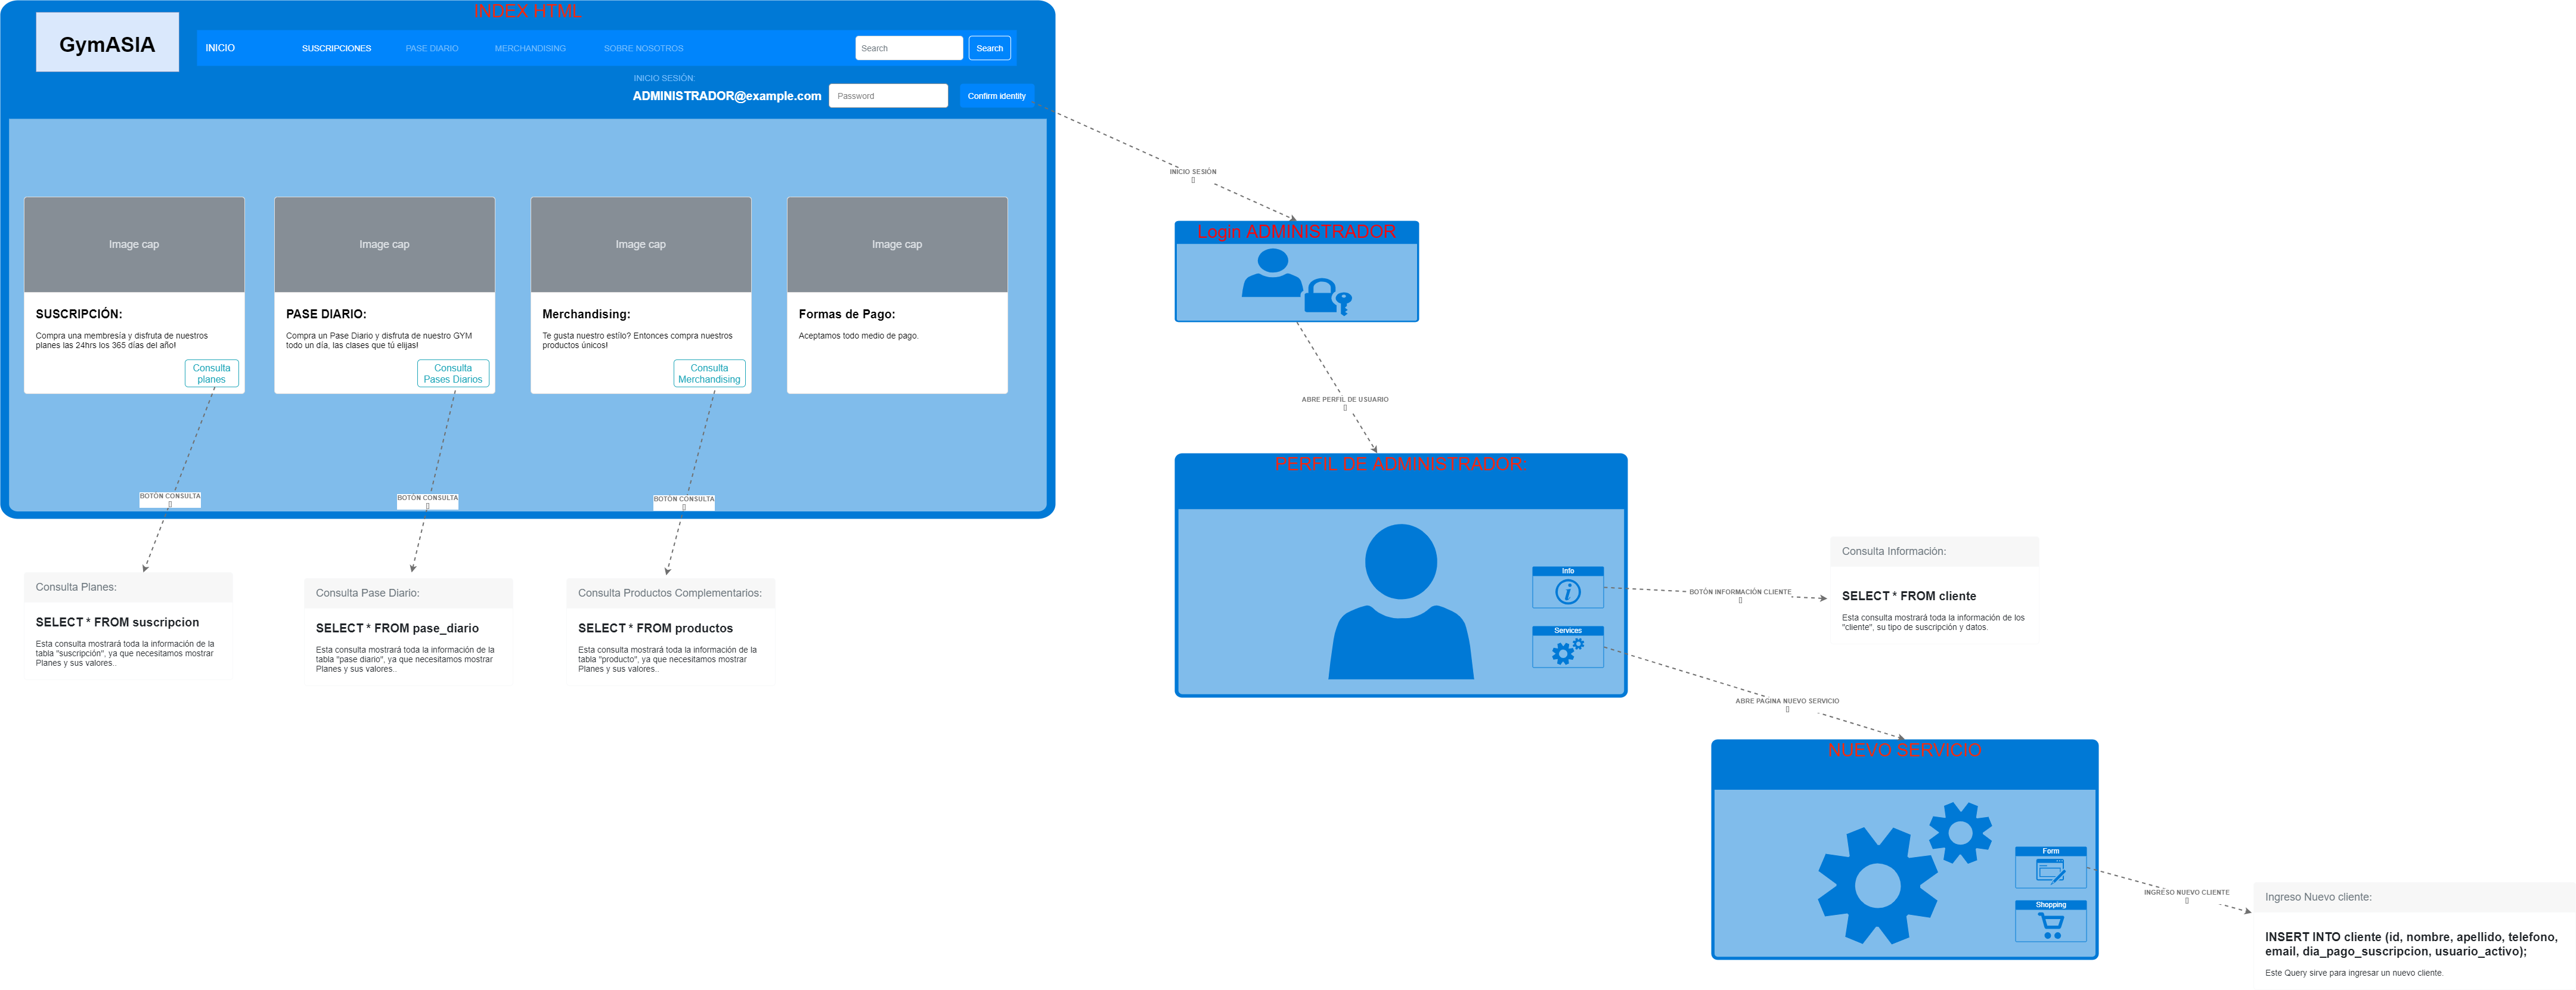 INDEX HTML
GymASIA
INICIO
SUSCRIPCIONES
PASE DIARIO
MERCHANDISING
SOBRE NOSOTROS
Search
Search
INICIO SESIÓN:
ADMINISTRADOR@example.com
Password
Confirm identity
Image cap
SUSCRIPCIÓN:
Compra una membresía y disfruta de nuestros
planes las 24hrs los 365 días del año!
Consulta
planes
Image cap
PASE DIARIO:
Compra un Pase Diario y disfruta de nuestro GYM
todo un día, las clases que tú elijas!
Consulta
Pases Diarios
Image cap
Merchandising:
Te gusta nuestro estílo? Entonces compra nuestros
productos únicos!
Consulta
Merchandising
Image cap
Formas de Pago:
Aceptamos todo medio de pago.
BOTÓN CONSULTA
BOTÓN CONSULTA
BOTÓN CONSULTA
Consulta Planes:
SELECT * FROM suscripcion
Esta consulta mostrará toda la información de la
tabla "suscripción", ya que necesitamos mostrar
Planes y sus valores..
Consulta Pase Diario:
SELECT * FROM pase_diario
Esta consulta mostrará toda la información de la
tabla "pase diario", ya que necesitamos mostrar
Planes y sus valores..
Consulta Productos Complementarios:
SELECT * FROM productos
Esta consulta mostrará toda la información de la
tabla "producto", ya que necesitamos mostrar
Planes y sus valores..
INICIO SESIÓN
Login ADMINISTRADOR
ABRE PERFIL DE USUARIO
PERFIL DE ADMINISTRADOR
Info
Services
BOTÓN INFORMACIÓN CLIENTE
Consulta Información:
SELECT * FROM cliente
Esta consulta mostrará toda la información de los
"cliente", su tipo de suscripción y datos.
ABRE PÁGINA NUEVO SERVICIO
NUEVO SERVICIO
Form
Shopping
INGRESO NUEVO CLIENTE
Ingreso Nuevo cliente:
INSERT INTO cliente (id, nombre, apellido, telefono,
email, dia_pago_suscripcion, usuario_activo);
Este Query sirve para ingresar un nuevo cliente.